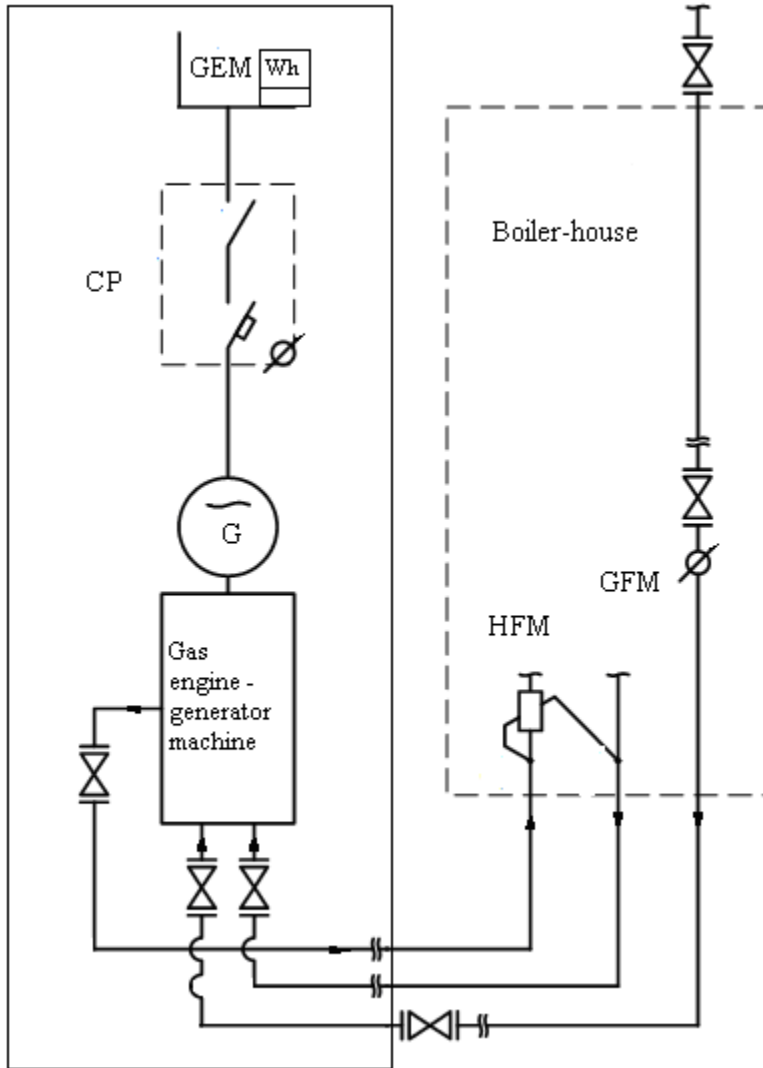 GEM
Wh
CP
G
Gas
engine -
generator
machine
Boiler-house
GFM
HFM